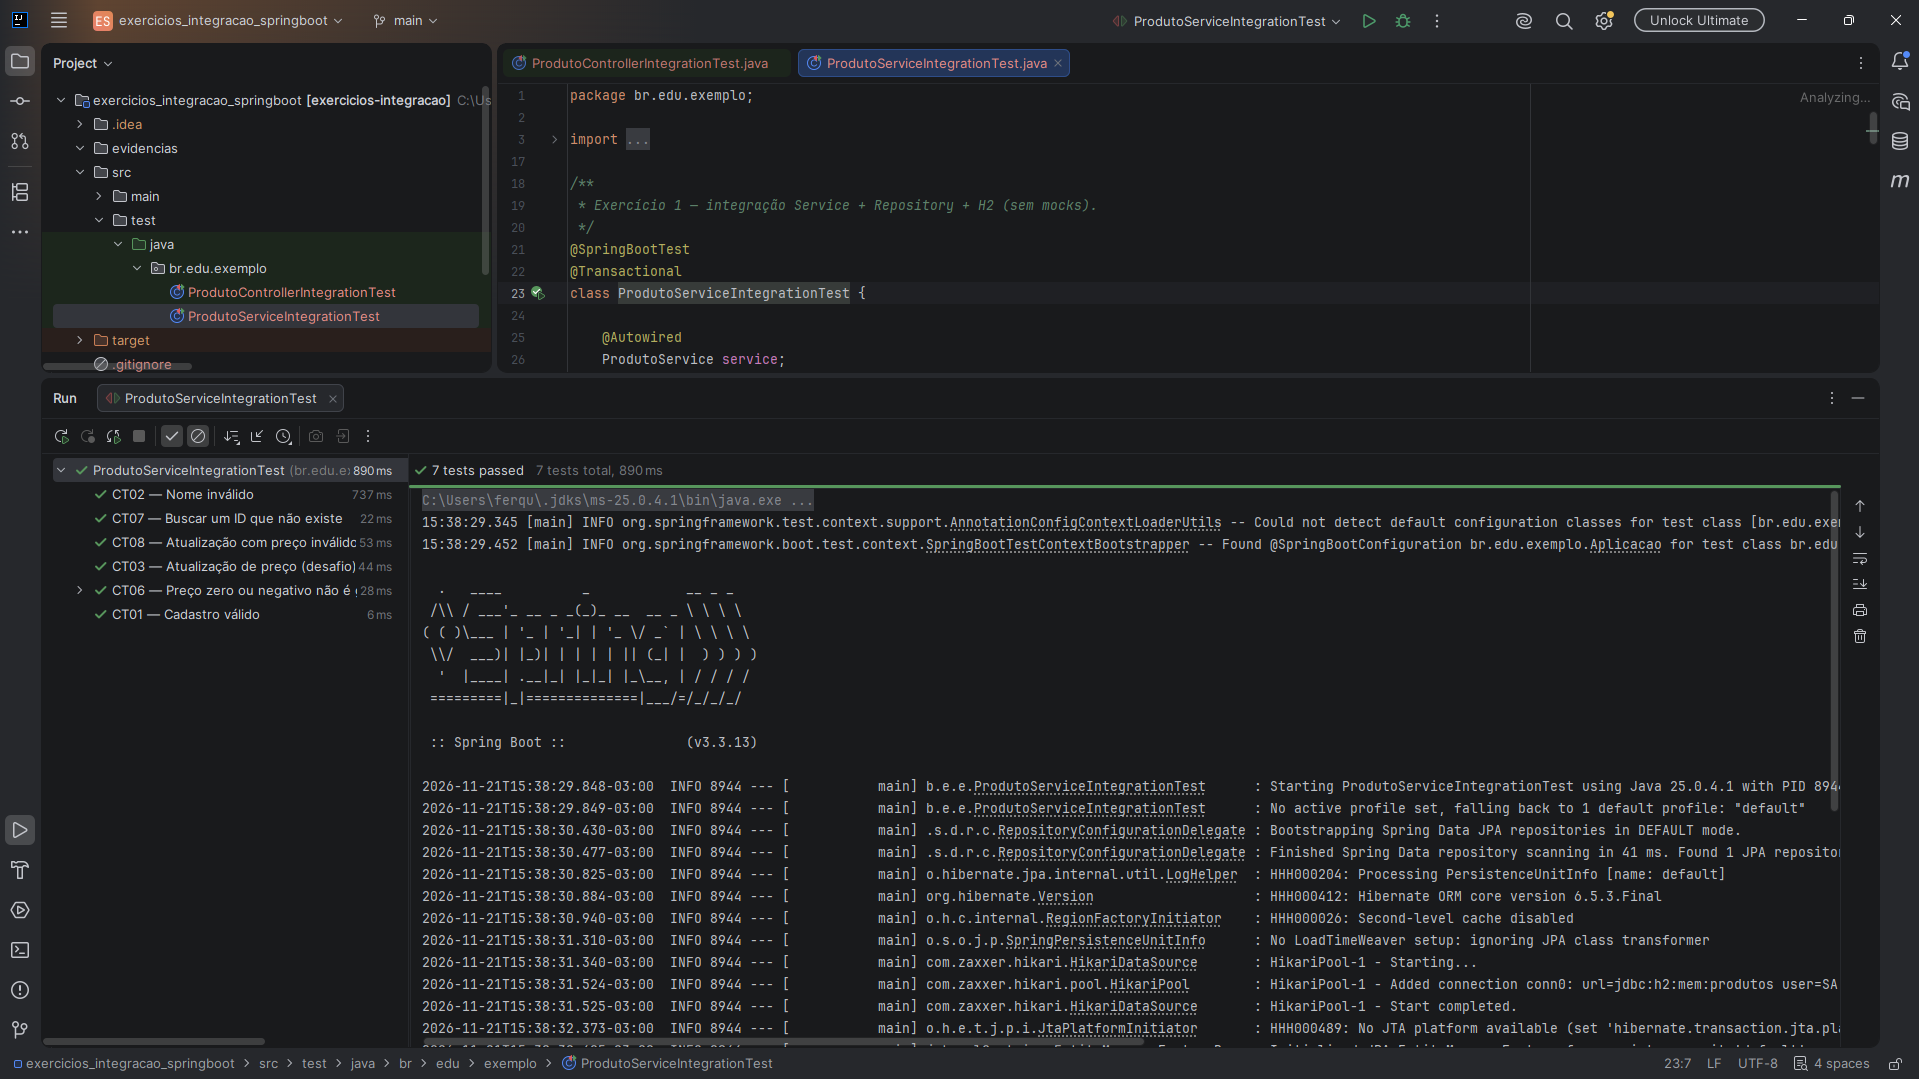 ES exercicios_integracao_springboot main ProdutoServiceIntegrationTest Unlock Ultimate
Project
exercicios_integracao_springboot [exercicios-integracao] C:\Us
.idea
evidencias
src
main
test
java
br.edu.exemplo
ProdutoControllerIntegrationTest
ProdutoServiceIntegrationTest
target
.gitignore
ProdutoControllerIntegrationTest.java ProdutoServiceIntegrationTest.java
Analyzing...
1 package br.edu.exemplo;
2
3 import ...
17
18 /**
19 * Exercício 1 — integração Service + Repository + H2 (sem mocks).
20 */
21 @SpringBootTest
22 @Transactional
23 class ProdutoServiceIntegrationTest {
24
25 @Autowired
26 ProdutoService service;
Run ProdutoServiceIntegrationTest
ProdutoServiceIntegrationTest (br.edu.e 890 ms
CT02 — Nome inválido 737 ms
CT07 — Buscar um ID que não existe 22 ms
CT08 — Atualização com preço inválido 53 ms
CT03 — Atualização de preço (desafio) 44 ms
CT06 — Preço zero ou negativo não é 28 ms
CT01 — Cadastro válido 6 ms
7 tests passed 7 tests total, 890 ms
C:\Users\ferqu\.jdks\ms-25.0.4.1\bin\java.exe ...
15:38:29.345 [main] INFO org.springframework.test.context.support.AnnotationConfigContextLoaderUtils -- Could not detect default configuration classes for test class [br.edu.exe
15:38:29.452 [main] INFO org.springframework.boot.test.context.SpringBootTestContextBootstrapper -- Found @SpringBootConfiguration br.edu.exemplo.Aplicacao for test class br.edu
:: Spring Boot :: (v3.3.13)
2026-11-21T15:38:29.848-03:00 INFO 8944 --- [ main] b.e.e.ProdutoServiceIntegrationTest : Starting ProdutoServiceIntegrationTest using Java 25.0.4.1 with PID 894
2026-11-21T15:38:29.849-03:00 INFO 8944 --- [ main] b.e.e.ProdutoServiceIntegrationTest : No active profile set, falling back to 1 default profile: "default"
2026-11-21T15:38:30.430-03:00 INFO 8944 --- [ main] .s.d.r.c.RepositoryConfigurationDelegate : Bootstrapping Spring Data JPA repositories in DEFAULT mode.
2026-11-21T15:38:30.477-03:00 INFO 8944 --- [ main] .s.d.r.c.RepositoryConfigurationDelegate : Finished Spring Data repository scanning in 41 ms. Found 1 JPA reposito
2026-11-21T15:38:30.825-03:00 INFO 8944 --- [ main] o.hibernate.jpa.internal.util.LogHelper : HHH000204: Processing PersistenceUnitInfo [name: default]
2026-11-21T15:38:30.884-03:00 INFO 8944 --- [ main] org.hibernate.Version : HHH000412: Hibernate ORM core version 6.5.3.Final
2026-11-21T15:38:30.940-03:00 INFO 8944 --- [ main] o.h.c.internal.RegionFactoryInitiator : HHH000026: Second-level cache disabled
2026-11-21T15:38:31.310-03:00 INFO 8944 --- [ main] o.s.o.j.p.SpringPersistenceUnitInfo : No LoadTimeWeaver setup: ignoring JPA class transformer
2026-11-21T15:38:31.340-03:00 INFO 8944 --- [ main] com.zaxxer.hikari.HikariDataSource : HikariPool-1 - Starting...
2026-11-21T15:38:31.524-03:00 INFO 8944 --- [ main] com.zaxxer.hikari.pool.HikariPool : HikariPool-1 - Added connection conn0: url=jdbc:h2:mem:produtos user=SA
2026-11-21T15:38:31.525-03:00 INFO 8944 --- [ main] com.zaxxer.hikari.HikariDataSource : HikariPool-1 - Start completed.
2026-11-21T15:38:32.373-03:00 INFO 8944 --- [ main] o.h.e.t.j.p.i.JtaPlatformInitiator : HHH000489: No JTA platform available (set 'hibernate.transaction.jta.pl
exercicios_integracao_springboot > src > test > java > br > edu > exemplo > ProdutoServiceIntegrationTest 23:7 LF UTF-8 4 spaces